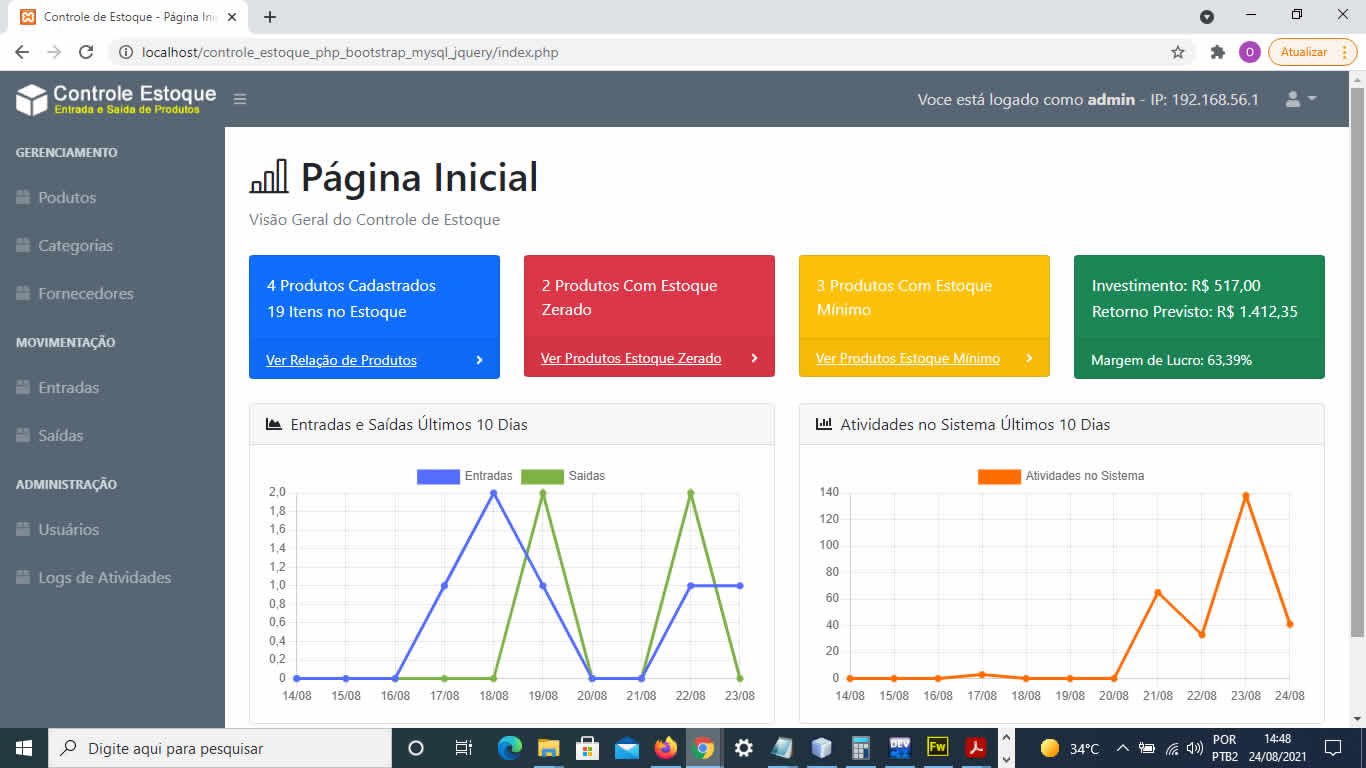 Controle de Estoque - Página Ini
localhost/controle_estoque_php_bootstrap_mysql_jquery/index.php
O
Atualizar
Controle Estoque
Entrada e Saída de Produtos
Voce está logado como admin - IP: 192.168.56.1
GERENCIAMENTO
Podutos
Categorias
Fornecedores
MOVIMENTAÇÃO
Entradas
Saídas
ADMINISTRAÇÃO
Usuários
Logs de Atividades
Página Inicial
Visão Geral do Controle de Estoque
4 Produtos Cadastrados
19 Itens no Estoque
Ver Relação de Produtos
2 Produtos Com Estoque
Zerado
Ver Produtos Estoque Zerado
3 Produtos Com Estoque
Mínimo
Ver Produtos Estoque Mínimo
Investimento: R$ 517,00
Retorno Previsto: R$ 1.412,35
Margem de Lucro: 63,39%
Entradas e Saídas Últimos 10 Dias
Entradas Saidas
2,0
1,8
1,6
1,4
1,2
1,0
0,8
0,6
0,4
0,2
0
14/08 15/08 16/08 17/08 18/08 19/08 20/08 21/08 22/08 23/08
Atividades no Sistema Últimos 10 Dias
Atividades no Sistema
140
120
100
80
60
40
20
0
14/08 15/08 16/08 17/08 18/08 19/08 20/08 21/08 22/08 23/08 24/08
Digite aqui para pesquisar
DEV
Fw
34°C
POR
PTB2
14:48
24/08/2021